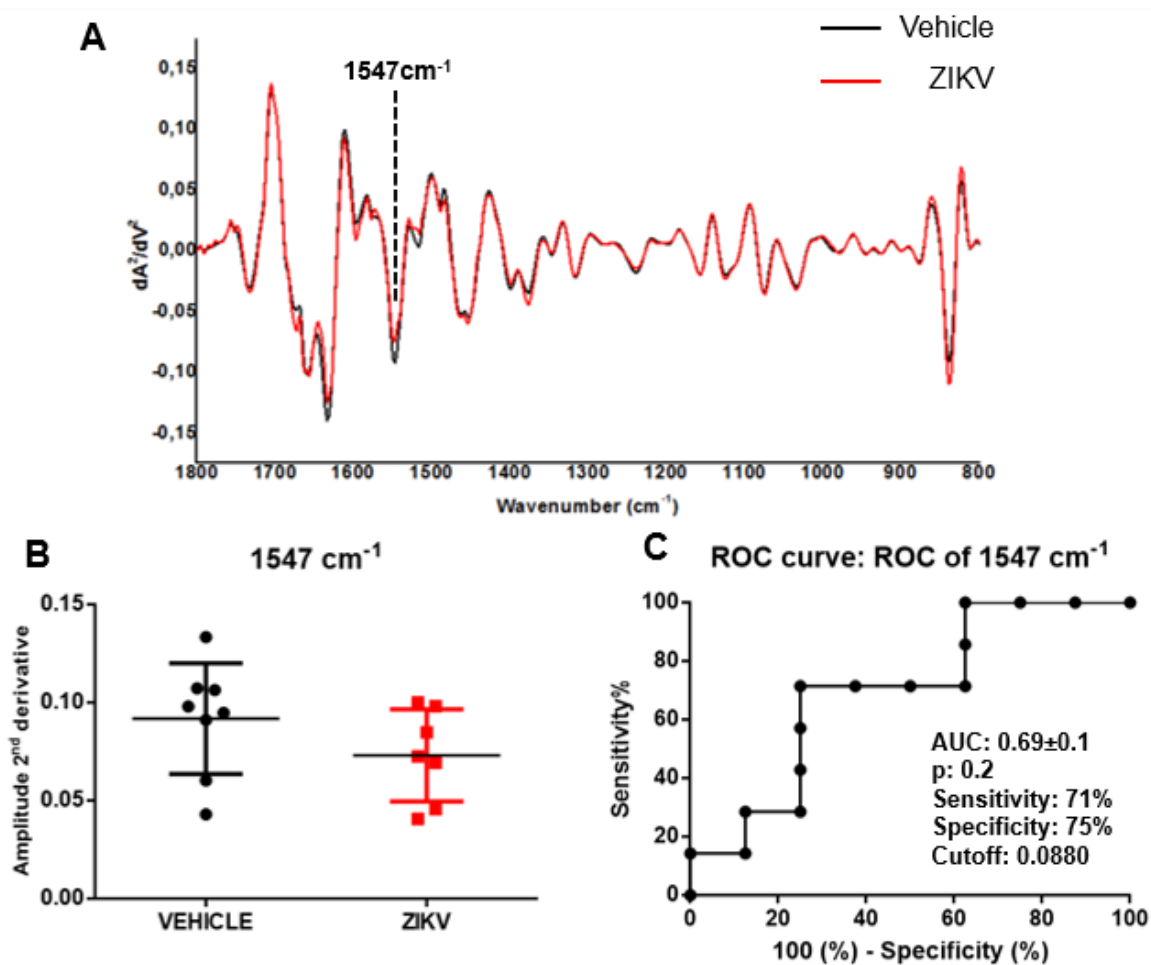 A
Vehicle
ZIKV
1547cm⁻¹
0,15
0,10
0,05
0,00
-0,05
-0,10
-0,15
dA²/dV²
1800 1700 1600 1500 1400 1300 1200 1100 1000 900 800
Wavenumber (cm⁻¹)
B
1547 cm⁻¹
0.15
0.10
0.05
0.00
Amplitude 2ⁿᵈ derivative
VEHICLE ZIKV
C
ROC curve: ROC of 1547 cm⁻¹
100
80
60
40
20
0
Sensitivity%
AUC: 0.69±0.1
p: 0.2
Sensitivity: 71%
Specificity: 75%
Cutoff: 0.0880
0 20 40 60 80 100
100 (%) - Specificity (%)